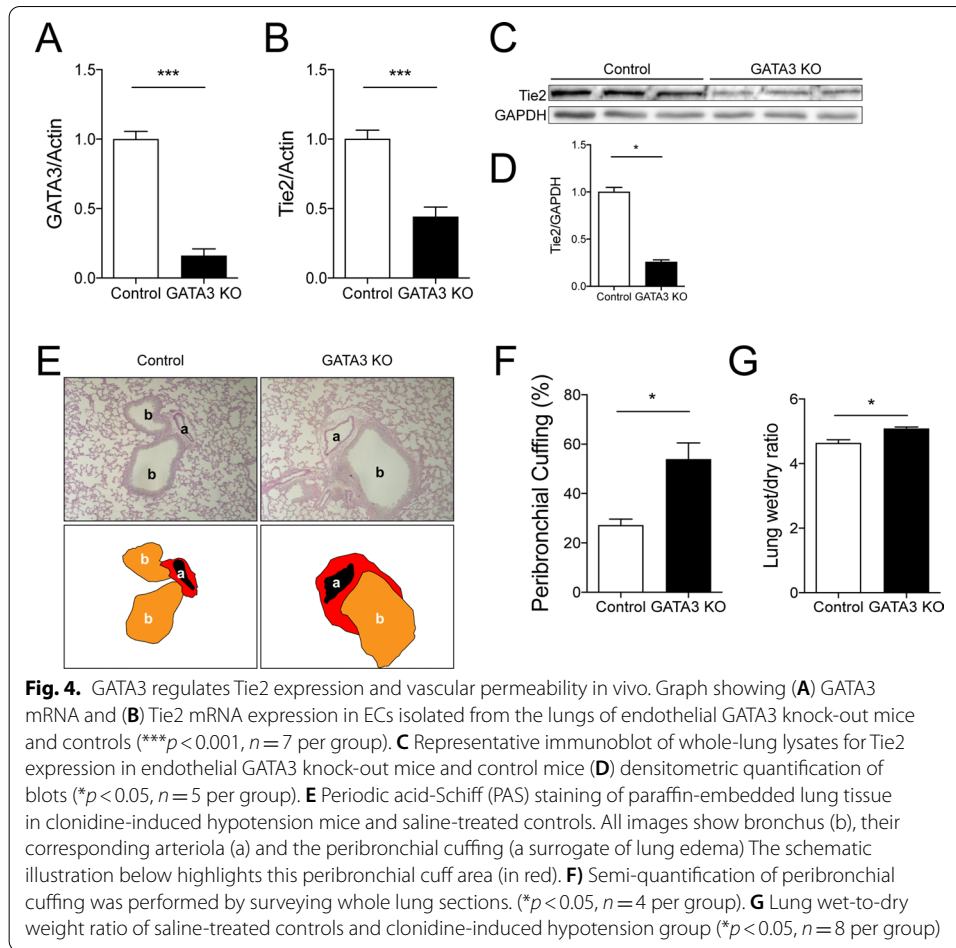 A
GATA3/Actin
1.5
1.0
0.5
0.0
***
Control GATA3 KO
B
Tie2/Actin
1.5
1.0
0.5
0.0
***
Control GATA3 KO
C
Control GATA3 KO
Tie2
GAPDH
D
Tie2/GAPDH
1.5
1.0
0.5
0.0
*
Control GATA3 KO
E
Control GATA3 KO
b a b
a b
b a b
a b
F
Peribronchial Cuffing (%)
80
60
40
20
0
*
Control GATA3 KO
G
Lung wet/dry ratio
6
4
2
0
*
Control GATA3 KO
Fig. 4. GATA3 regulates Tie2 expression and vascular permeability in vivo. Graph showing (A) GATA3
mRNA and (B) Tie2 mRNA expression in ECs isolated from the lungs of endothelial GATA3 knock-out mice
and controls (***p < 0.001, n = 7 per group). C Representative immunoblot of whole-lung lysates for Tie2
expression in endothelial GATA3 knock-out mice and control mice (D) densitometric quantification of
blots (*p < 0.05, n = 5 per group). E Periodic acid-Schiff (PAS) staining of paraffin-embedded lung tissue
in clonidine-induced hypotension mice and saline-treated controls. All images show bronchus (b), their
corresponding arteriola (a) and the peribronchial cuffing (a surrogate of lung edema) The schematic
illustration below highlights this peribronchial cuff area (in red). F) Semi-quantification of peribronchial
cuffing was performed by surveying whole lung sections. (*p < 0.05, n = 4 per group). G Lung wet-to-dry
weight ratio of saline-treated controls and clonidine-induced hypotension group (*p < 0.05, n = 8 per group)